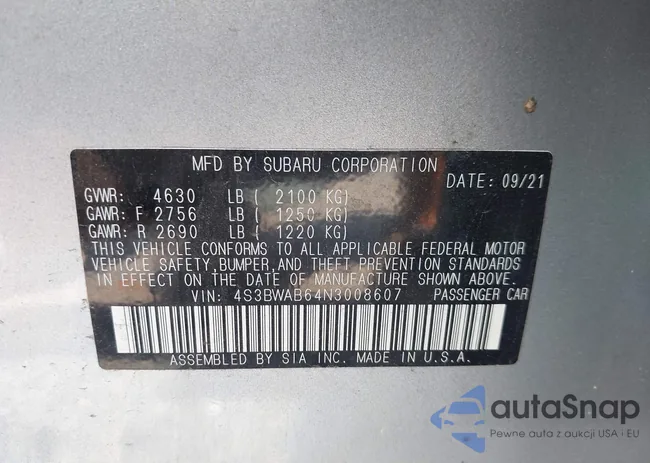 MFD BY SUBARU CORPORATION
DATE: 09/21
GVWR: 4630 LB ( 2100 KG)
GAWR: F 2756 LB ( 1250 KG)
GAWR: R 2690 LB ( 1220 KG)
THIS VEHICLE CONFORMS TO ALL APPLICABLE FEDERAL MOTOR
VEHICLE SAFETY, BUMPER, AND THEFT PREVENTION STANDARDS
IN EFFECT ON THE DATE OF MANUFACTURE SHOWN ABOVE.
VIN: 4S3BWAB64N3008607 PASSENGER CAR
ASSEMBLED BY SIA INC. MADE IN U.S.A.
autaSnap
Pewne auta z aukcji USA i EU